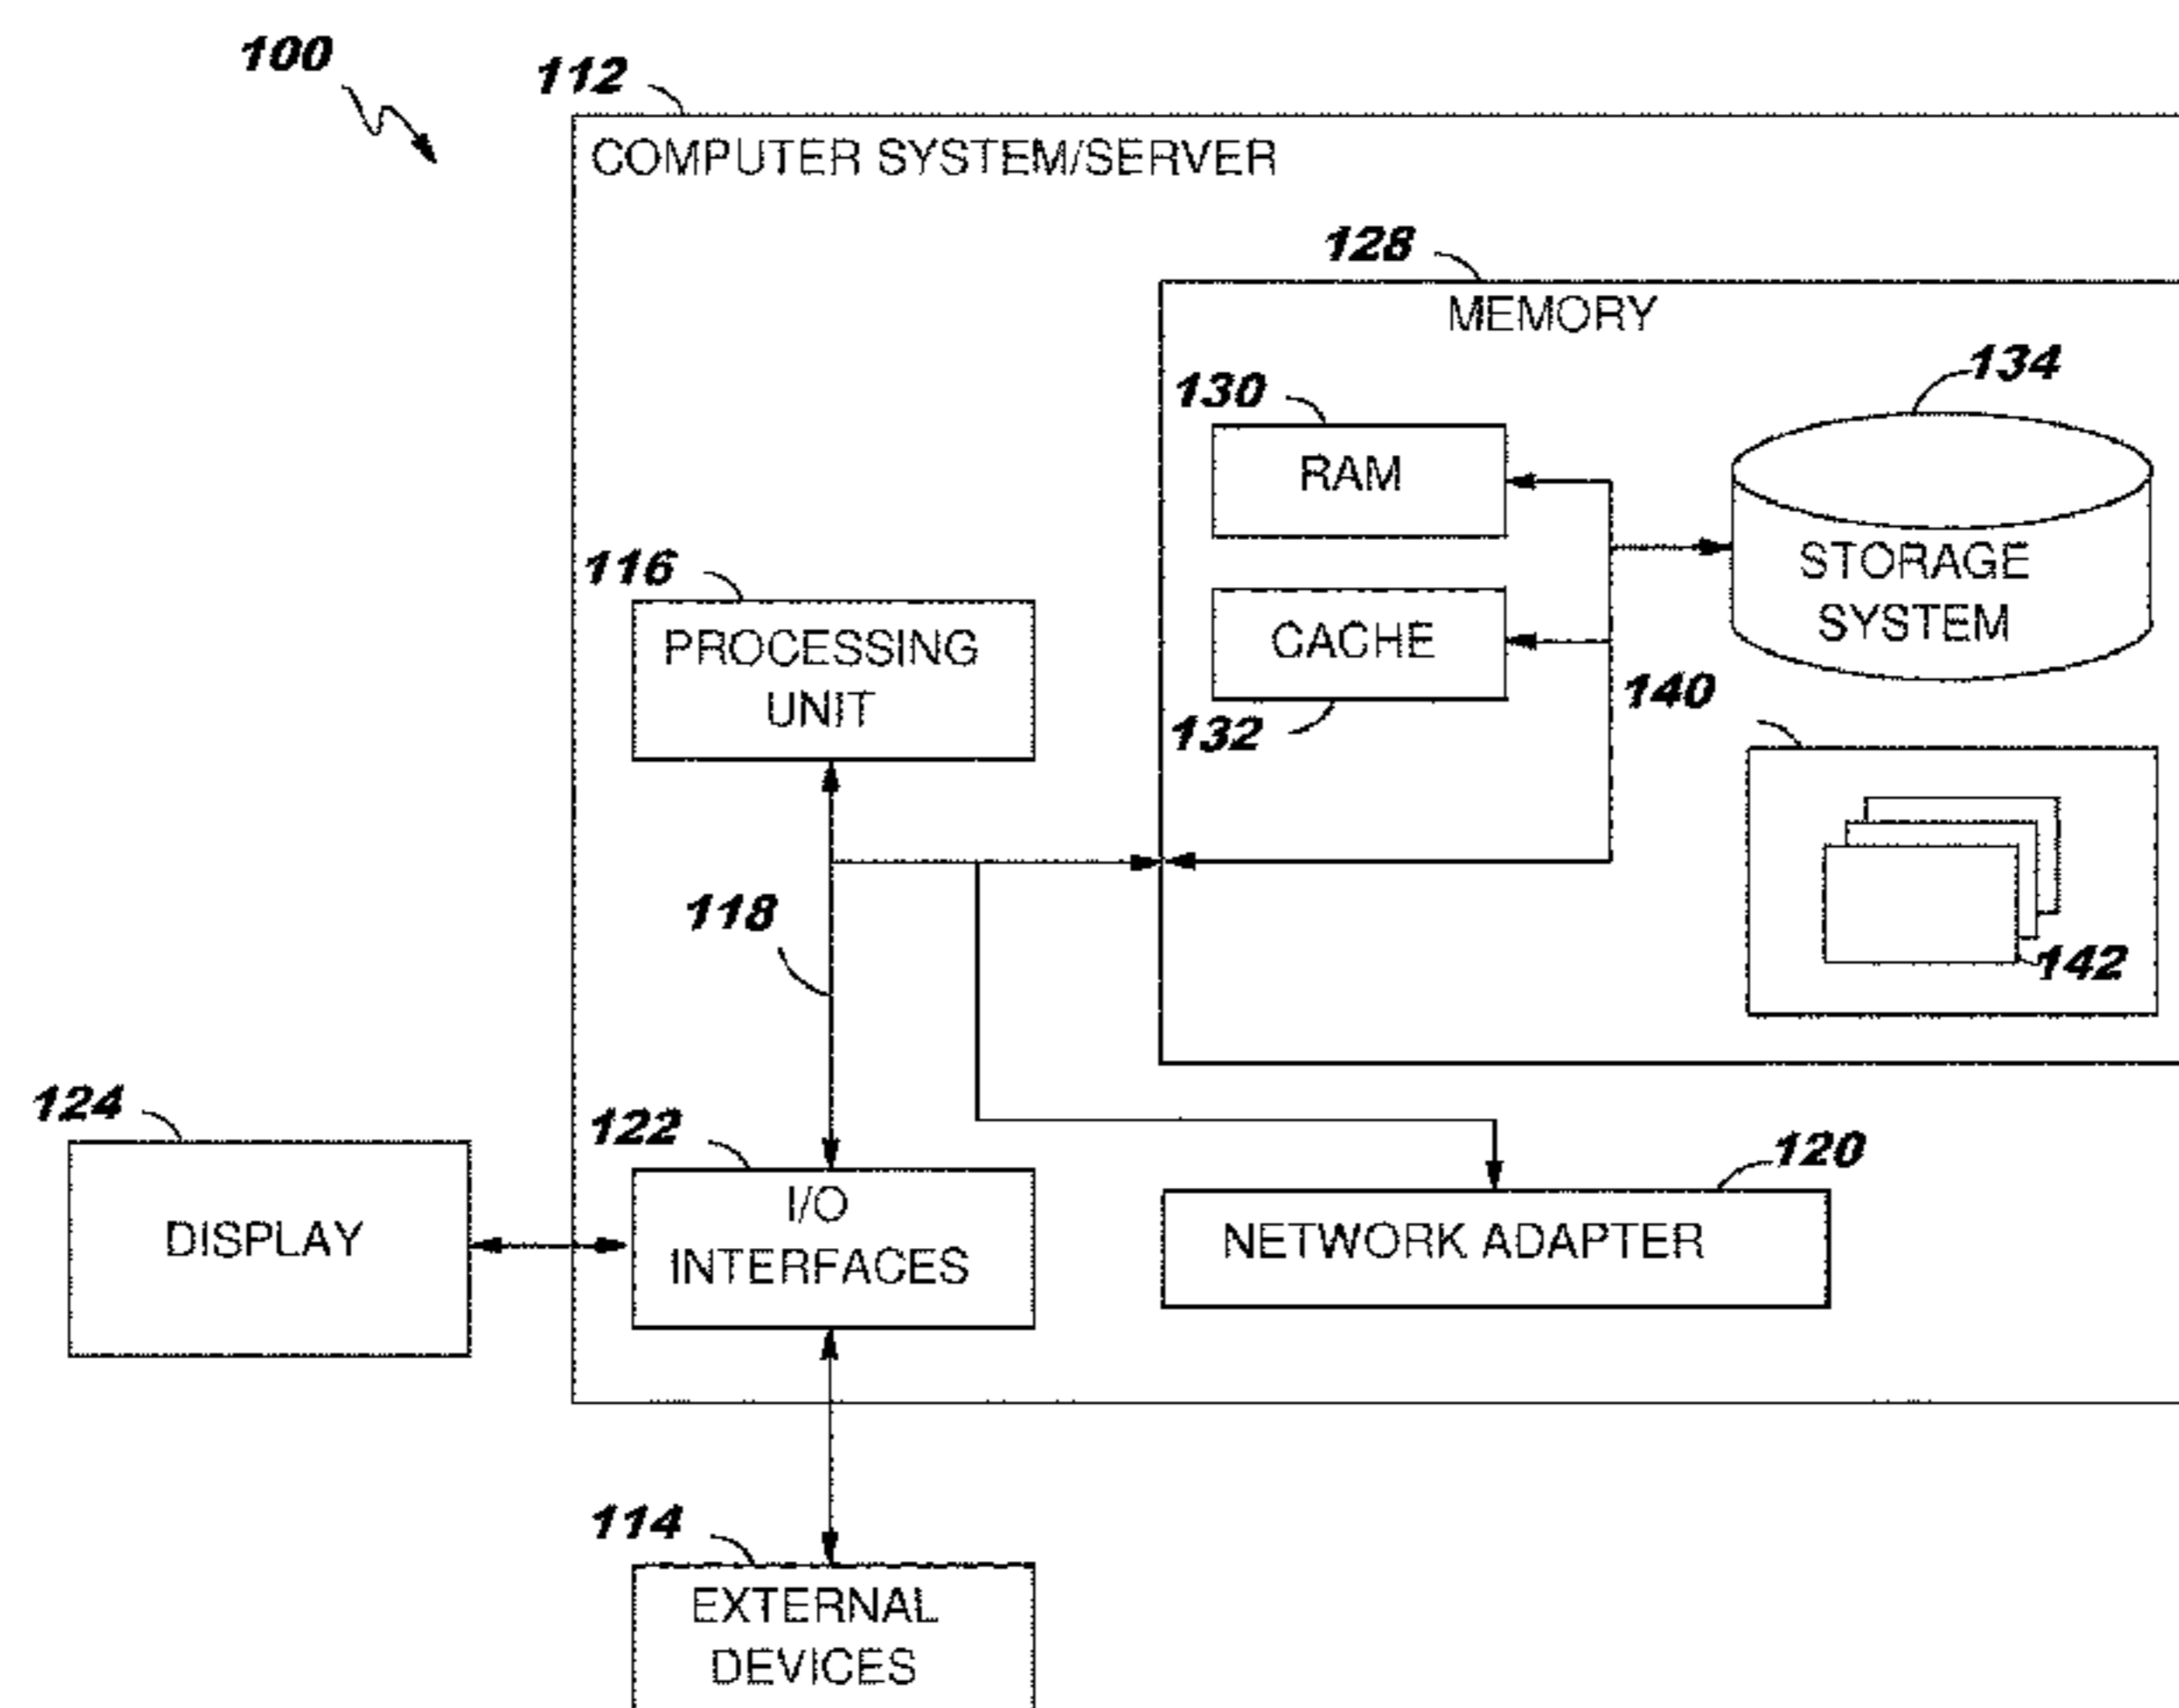 100
112
COMPUTER SYSTEM/SERVER
128
MEMORY
134
130
RAM
STORAGE
SYSTEM
116
PROCESSING
UNIT
CACHE
132
140
118
142
124
122
120
DISPLAY
I/O
INTERFACES
NETWORK ADAPTER
114
EXTERNAL
DEVICES